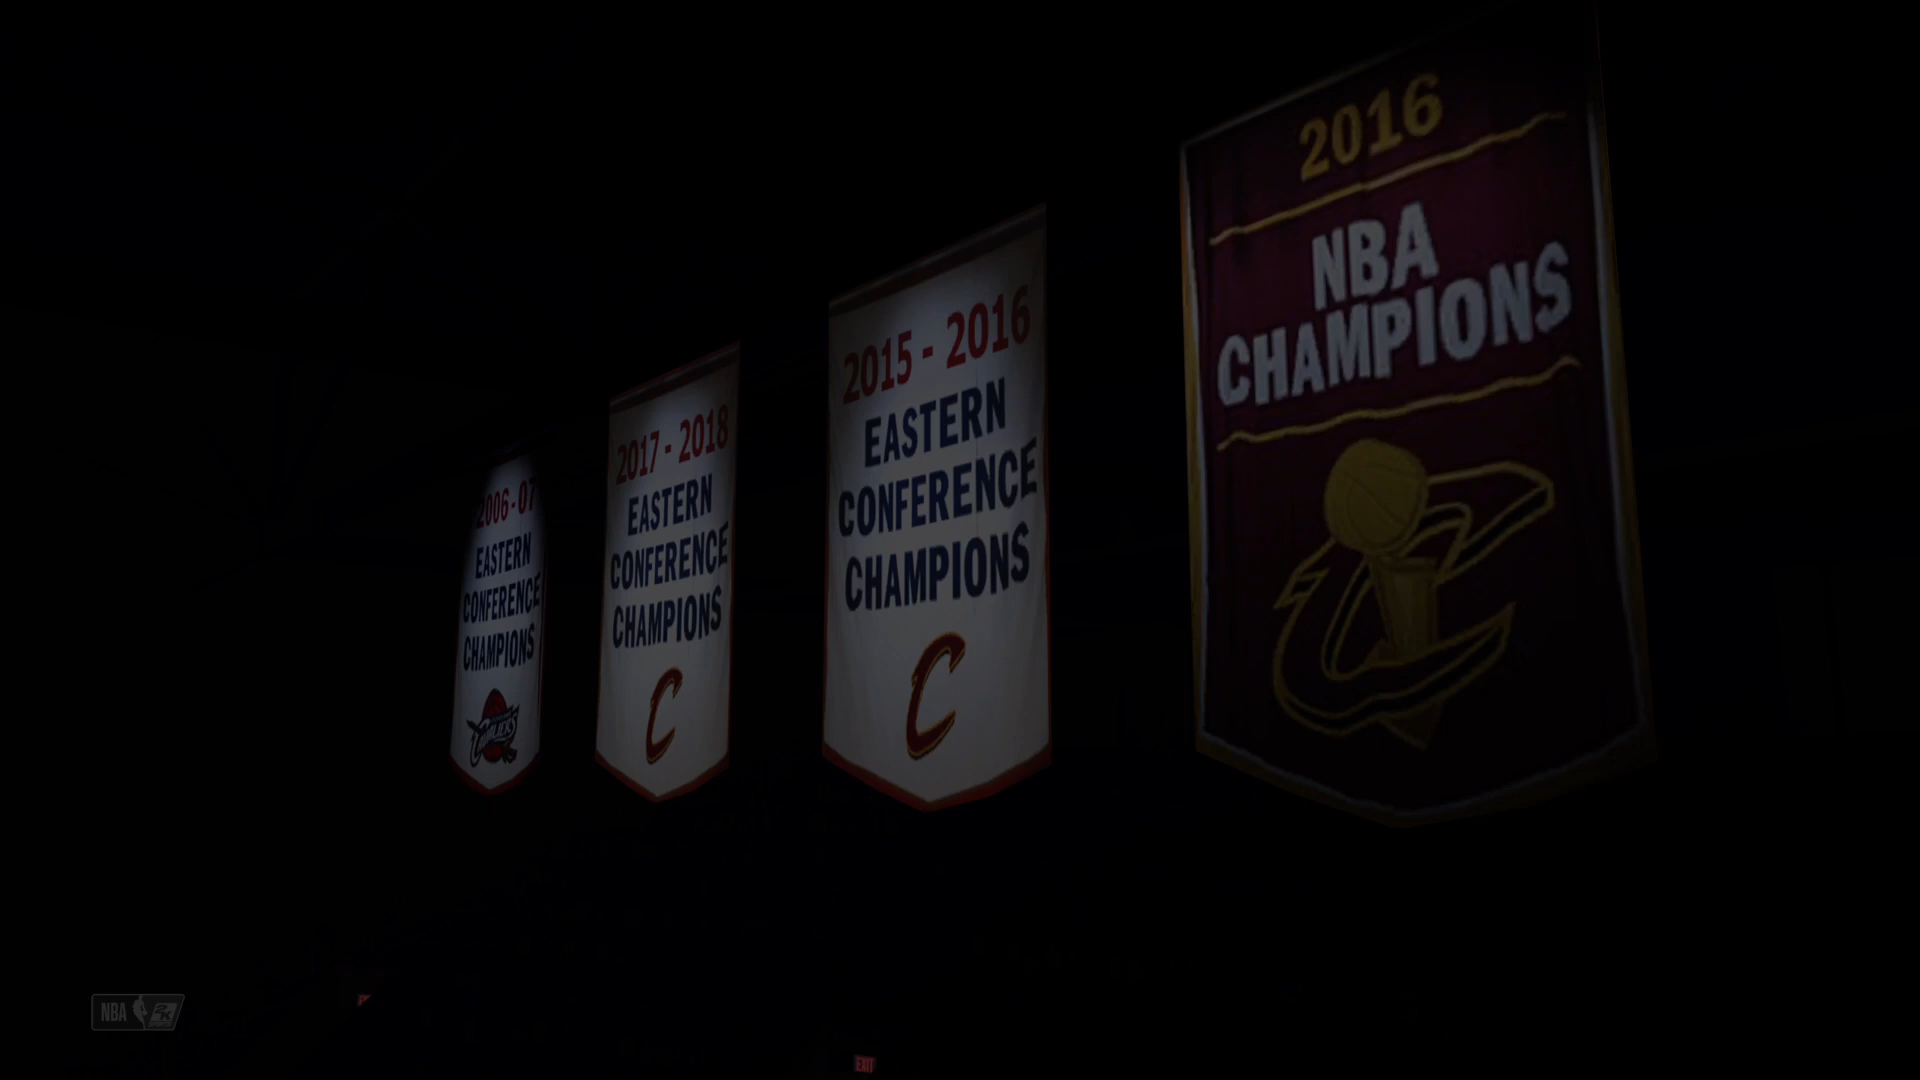 2006-07
EASTERN
CONFERENCE
CHAMPIONS
CAVALIERS
2017 - 2018
EASTERN
CONFERENCE
CHAMPIONS
C
2015 - 2016
EASTERN
CONFERENCE
CHAMPIONS
C
2016
NBA
CHAMPIONS
C
NBA 2K
EXIT